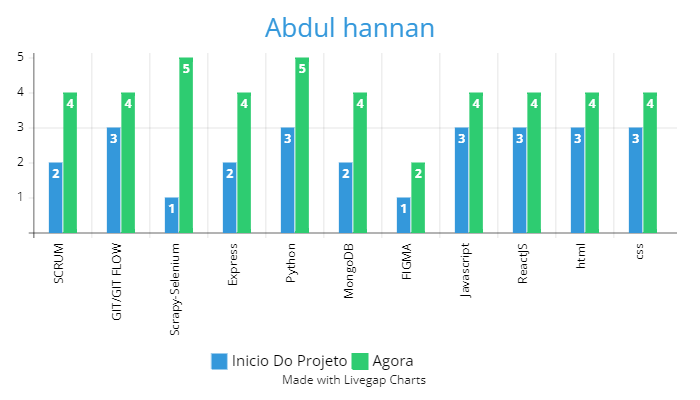 Abdul hannan
5
4
3
2
1
2 4 3 4 1 5 2 4 3 5 2 4 1 2 3 4 3 4 3 4 3 4
SCRUM
GIT/GIT FLOW
Scrapy-Selenium
Express
Python
MongoDB
FIGMA
Javascript
ReactJS
html
css
Inicio Do Projeto Agora
Made with Livegap Charts